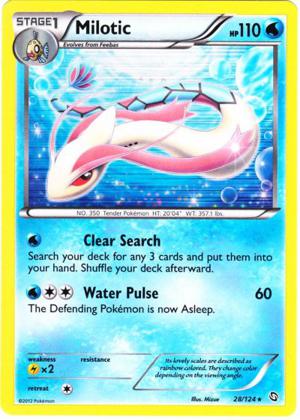 STAGE1 Milotic HP110
Evolves from Feebas
NO. 350 Tender Pokémon HT: 20'04" WT: 357.1 lbs.
Clear Search
Search your deck for any 3 cards and put them
into your hand. Shuffle your deck afterward.
Water Pulse 60
The Defending Pokémon is now Asleep.
weakness resistance
×2
Its lovely scales are described as
rainbow colored. They change color
depending on the viewing angle.
retreat
©2012 Pokémon
Illus. Mizue 28/124